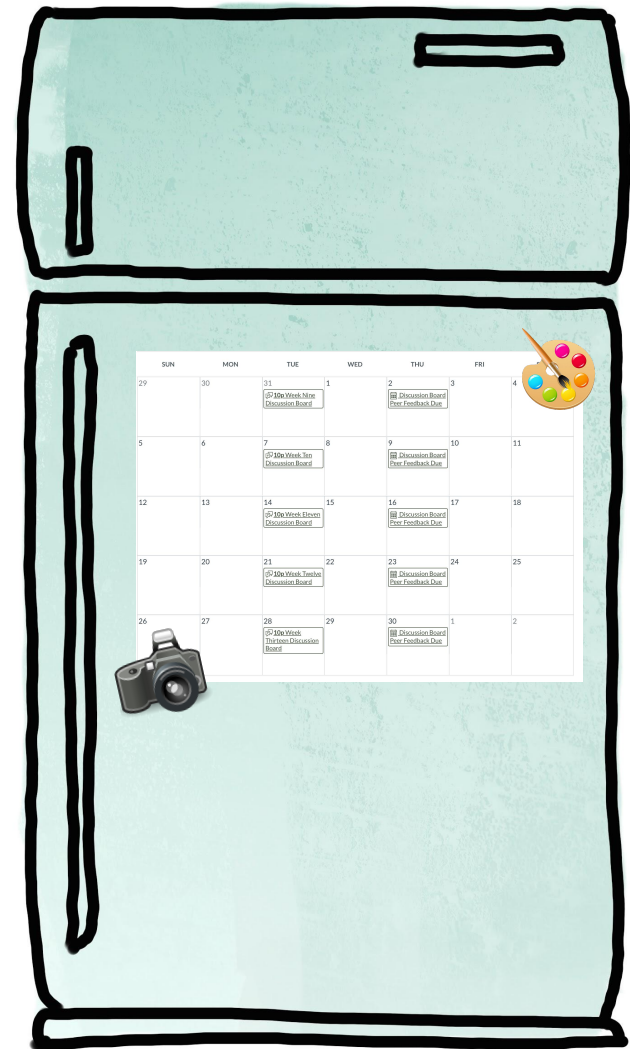 SUN MON TUE WED THU FRI
29 30 31 1 2 3 4
10p Week Nine
Discussion Board
Discussion Board
Peer Feedback Due
5 6 7 8 9 10 11
10p Week Ten
Discussion Board
Discussion Board
Peer Feedback Due
12 13 14 15 16 17 18
10p Week Eleven
Discussion Board
Discussion Board
Peer Feedback Due
19 20 21 22 23 24 25
10p Week Twelve
Discussion Board
Discussion Board
Peer Feedback Due
26 27 28 29 30 1 2
10p Week
Thirteen Discussion
Board
Discussion Board
Peer Feedback Due